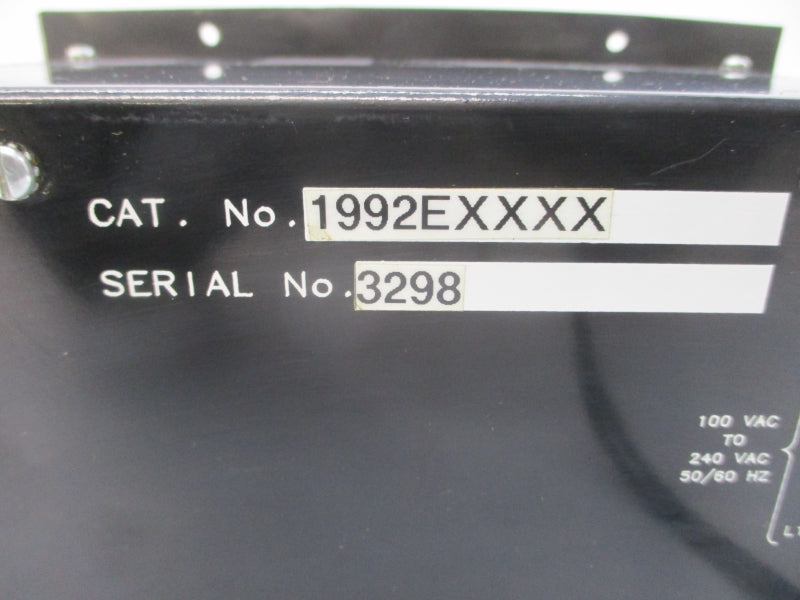 CAT. No. 1992EXXXX
SERIAL No. 3298
100 VAC
TO
240 VAC
50/60 HZ